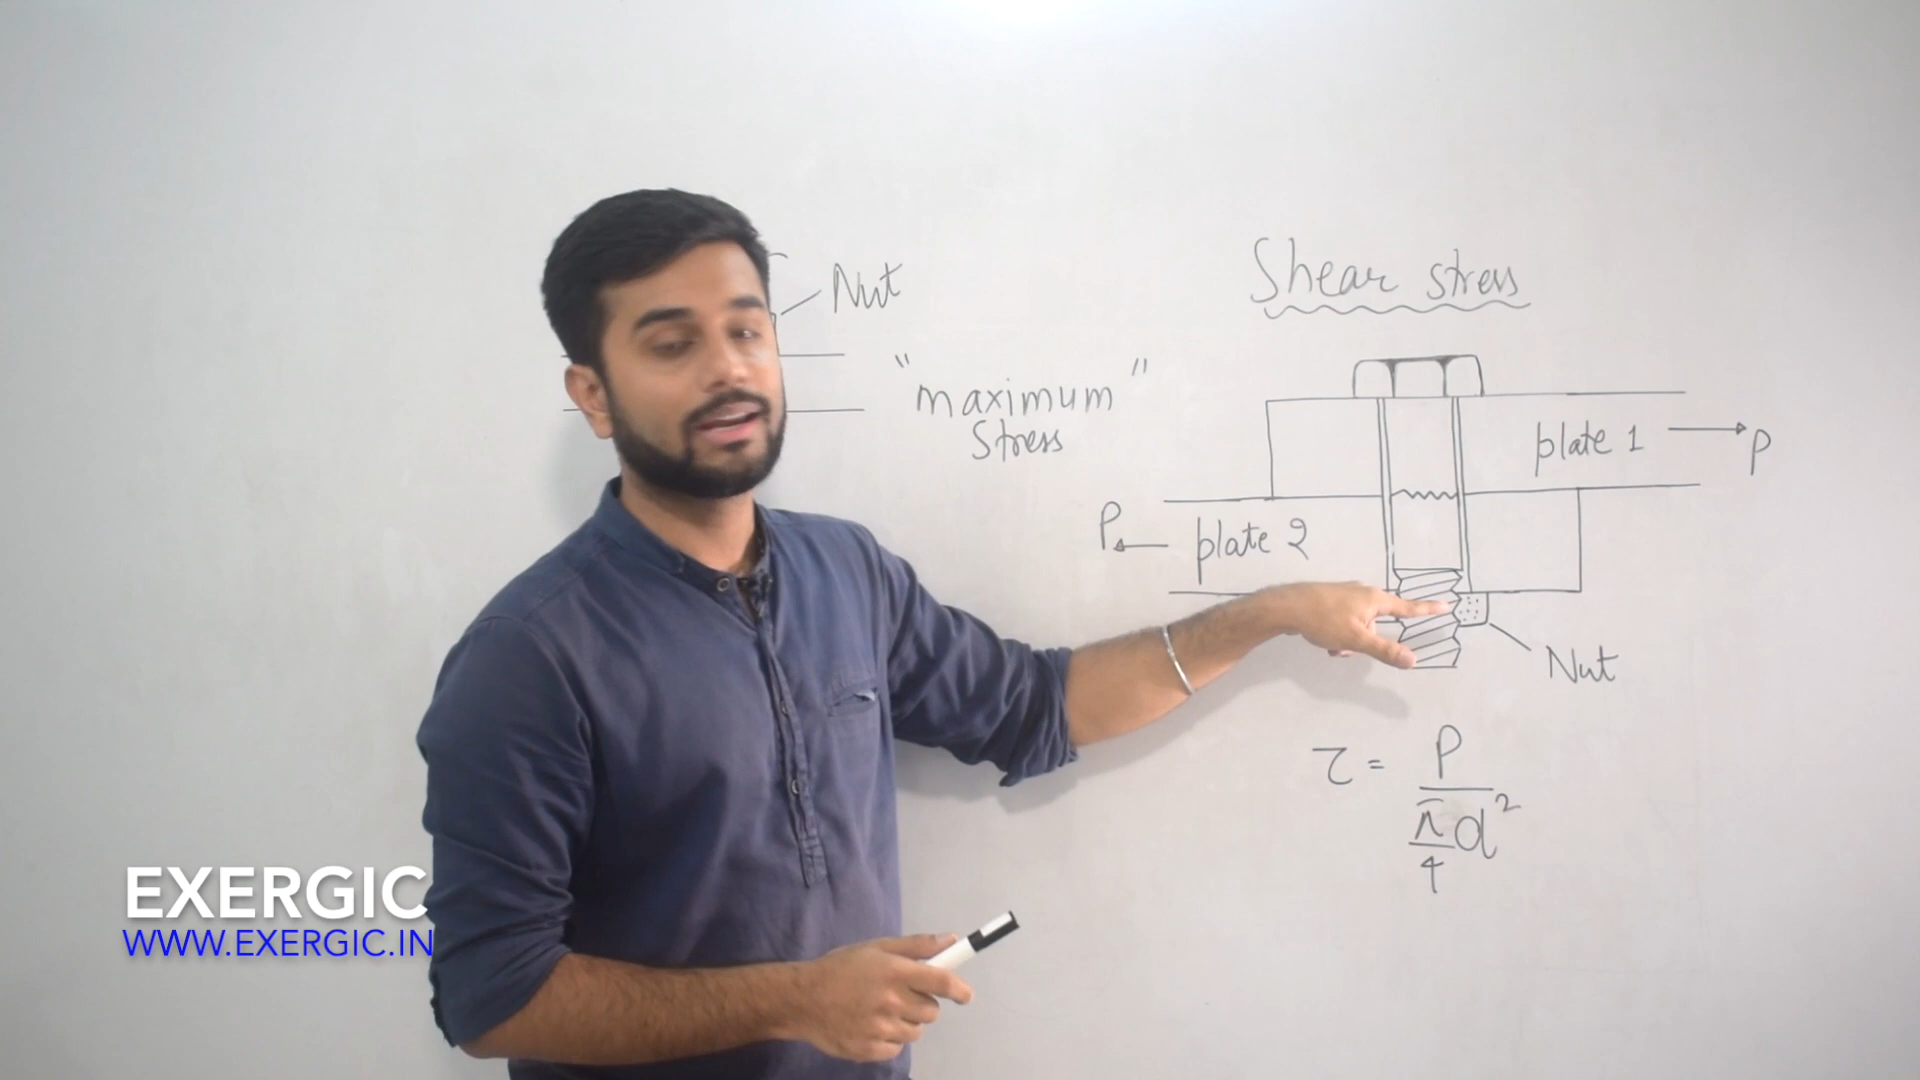 Nut
"maximum"
Stress
Shear stress
plate 1
P
P
plate 2
Nut
τ = P
π/4 d²
EXERGIC
WWW.EXERGIC.IN